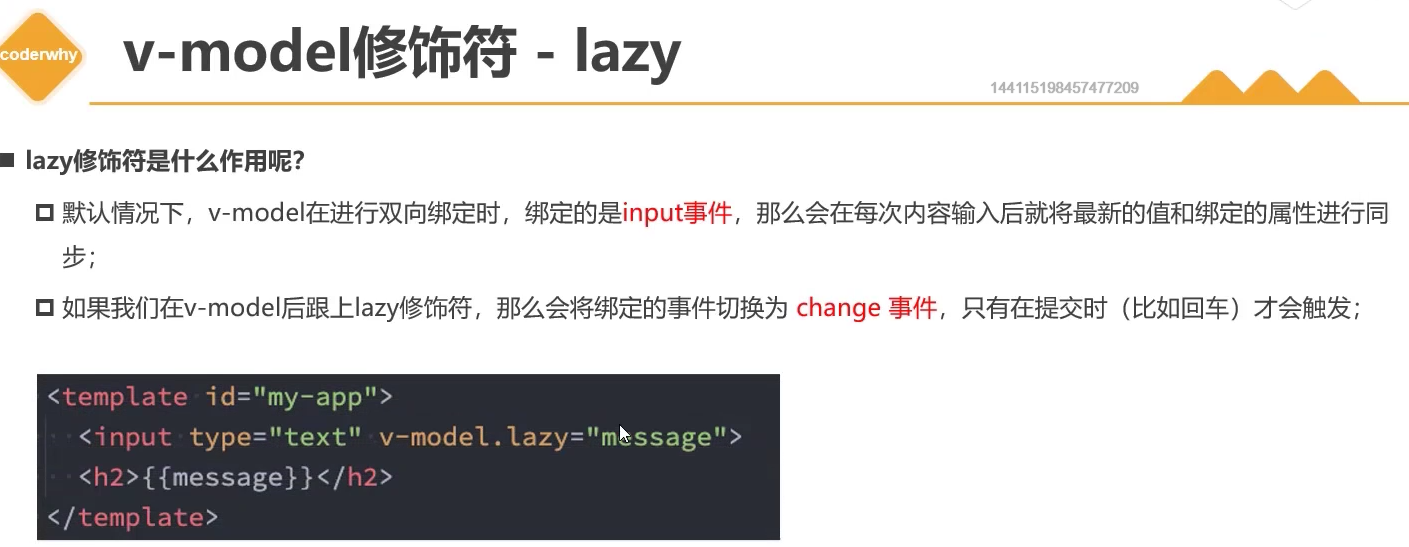 coderwhy
v-model修饰符 - lazy
144115198457477209
lazy修饰符是什么作用呢？
默认情况下，v-model在进行双向绑定时，绑定的是input事件，那么会在每次内容输入后就将最新的值和绑定的属性进行同
步；
如果我们在v-model后跟上lazy修饰符，那么会将绑定的事件切换为 change 事件，只有在提交时（比如回车）才会触发；
<template id="my-app">
<input type="text" v-model.lazy="message">
<h2>{{message}}</h2>
</template>